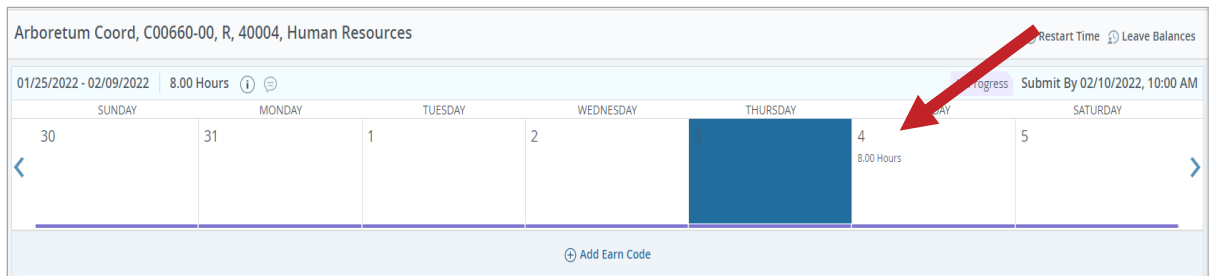 Arboretum Coord, C00660-00, R, 40004, Human Resources
Restart Time Leave Balances
01/25/2022 - 02/09/2022 8.00 Hours Submit By 02/10/2022, 10:00 AM
SUNDAY MONDAY TUESDAY WEDNESDAY THURSDAY SATURDAY
30 31 1 2 3 4 5
8.00 Hours
Add Earn Code